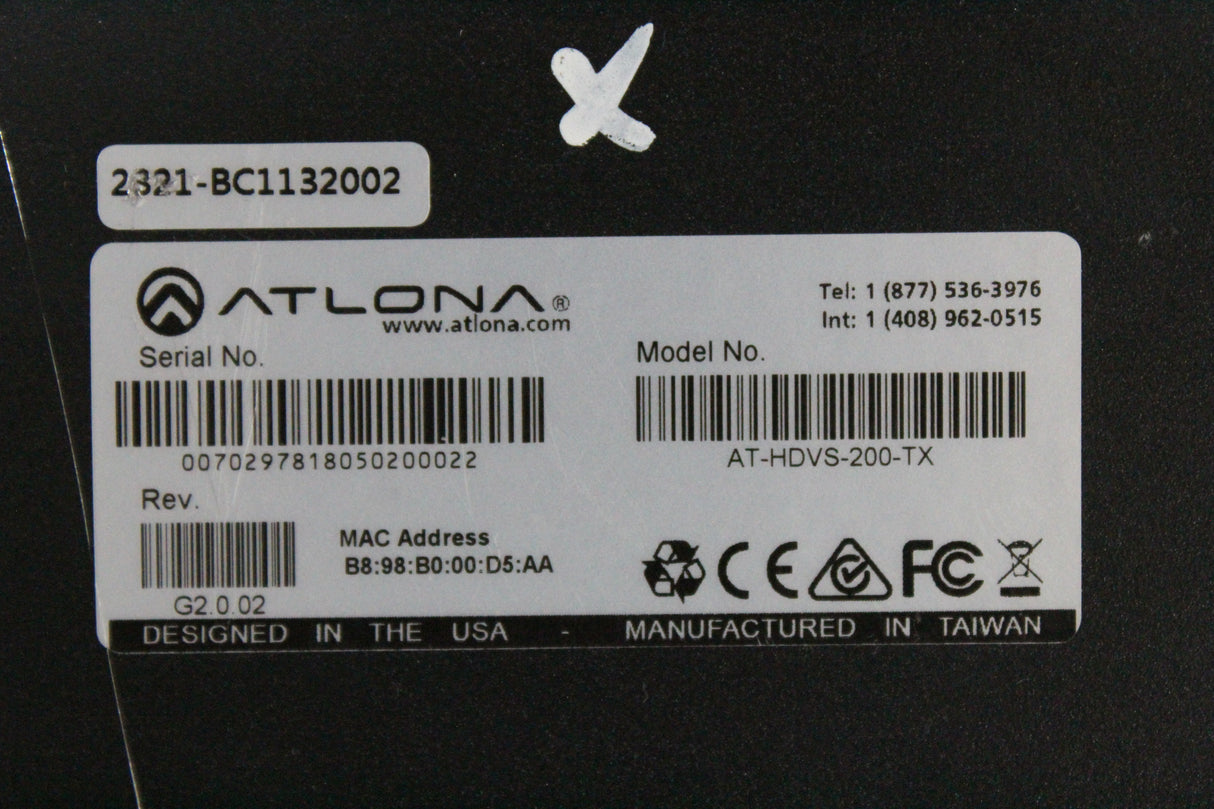 2321-BC1132002
ATLONA®
www.atlona.com
Tel: 1 (877) 536-3976
Int: 1 (408) 962-0515
Serial No.
0070297818050200022
Model No.
AT-HDVS-200-TX
Rev.
G2.0.02
MAC Address
B8:98:B0:00:D5:AA
CE FC
DESIGNED IN THE USA - MANUFACTURED IN TAIWAN